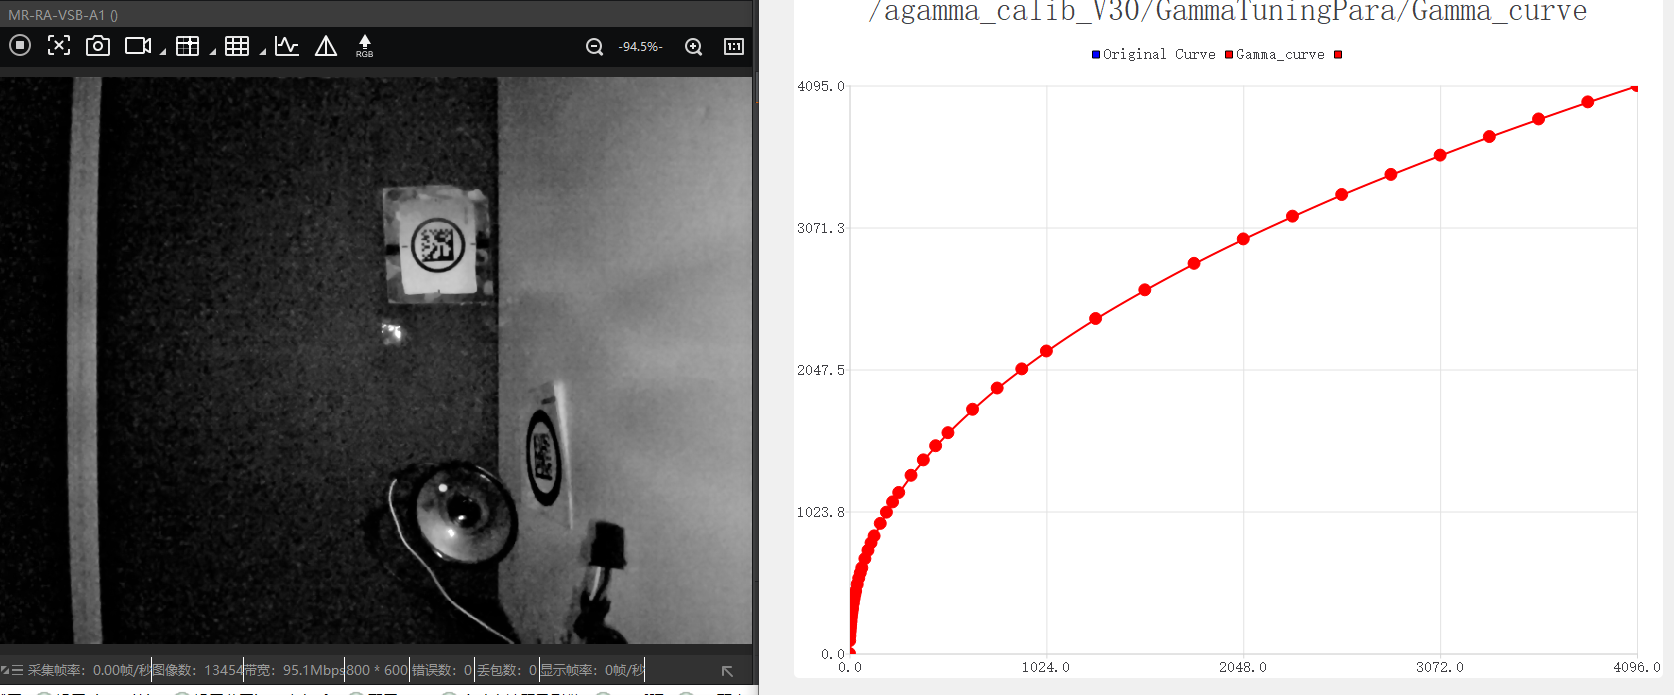 MR-RA-VSB-A1 ()
RGB
-94.5%-
1:1
采集帧率: 0.00帧/秒 图像数: 13454 带宽: 95.1Mbps 800 * 600 错误数: 0 丢包数: 0 显示帧率: 0帧/秒
/agamma_calib_V30/GammaTuningPara/Gamma_curve
Original Curve Gamma_curve
4095.0
3071.3
2047.5
1023.8
0.0
0.0 1024.0 2048.0 3072.0 4096.0